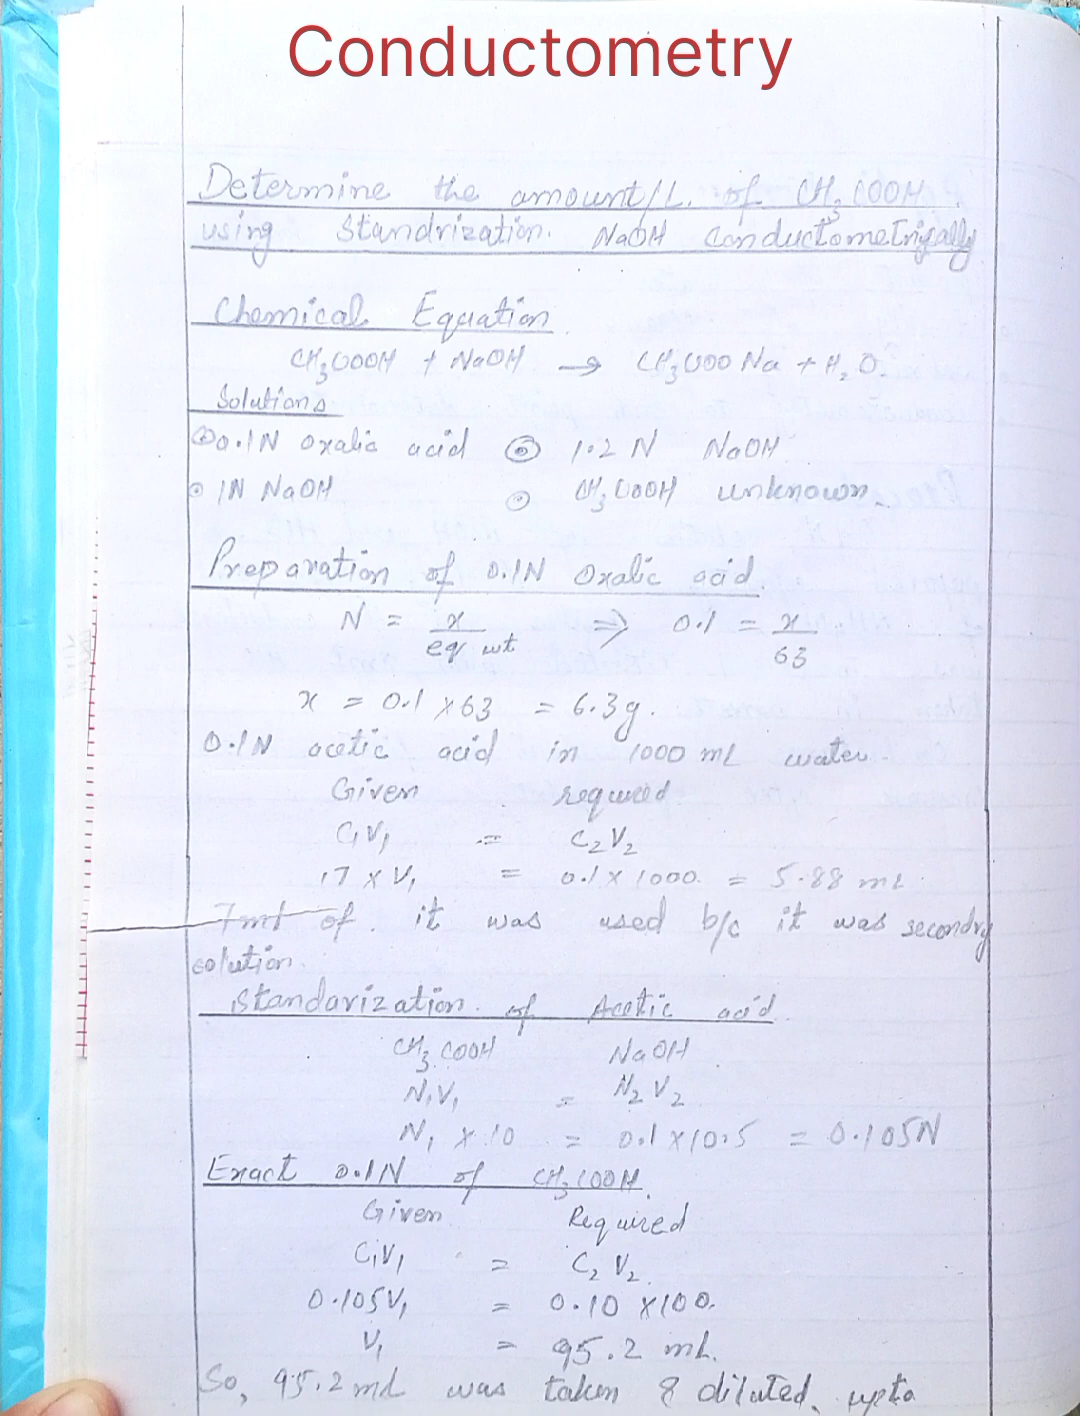 Conductometry
Determine the amount/L. of CH3COOH.
using Standrization. NaOH Conductometrically
Chemical Equation
CH3COOH + NaOH → CH3COO Na + H2O.
Solutions
0.1N Oxalic acid 1.2 N NaOH
1N NaOH CH3COOH unknown.
Preparation of 0.1N Oxalic acid.
N = x/eq wt ⇒ 0.1 = x/63
x = 0.1 × 63 = 6.3g.
0.1N acetic acid in 1000 mL water.
Given required
C1V1 = C2V2
17 × V1 = 0.1 × 1000 = 5.88 mL.
7ml of. it was used b/c it was secondry
solution.
Standarization of Acetic acid.
CH3COOH NaOH
N1V1 = N2V2
N1 × 10 = 0.1 × 10.5 = 0.105N
Exact 0.1N of CH3COOH.
Given Required
C1V1 = C2V2.
0.105V1 = 0.10 × 100.
V1 = 95.2 mL.
So, 95.2 ml was taken & diluted upto